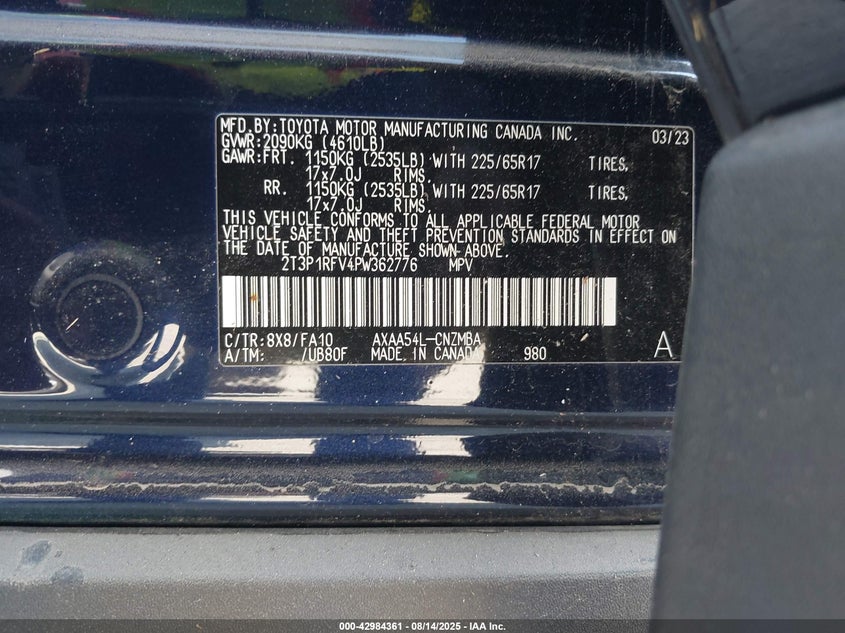 MFD.BY:TOYOTA MOTOR MANUFACTURING CANADA INC. 03/23
GVWR:2090KG (4610LB)
GAWR:FRT. 1150KG (2535LB) WITH 225/65R17 TIRES,
17x7.0J RIMS.
RR. 1150KG (2535LB) WITH 225/65R17 TIRES,
17x7.0J RIMS.
THIS VEHICLE CONFORMS TO ALL APPLICABLE FEDERAL MOTOR
VEHICLE SAFETY AND THEFT PREVENTION STANDARDS IN EFFECT ON
THE DATE OF MANUFACTURE SHOWN ABOVE.
2T3P1RFV4PW362776 MPV
C/TR:8X8/FA10 AXAA54L-CNZMBA
A/TM: /UB80F MADE IN CANADA 980 A
000-42984361 - 08/14/2025 - IAA Inc.